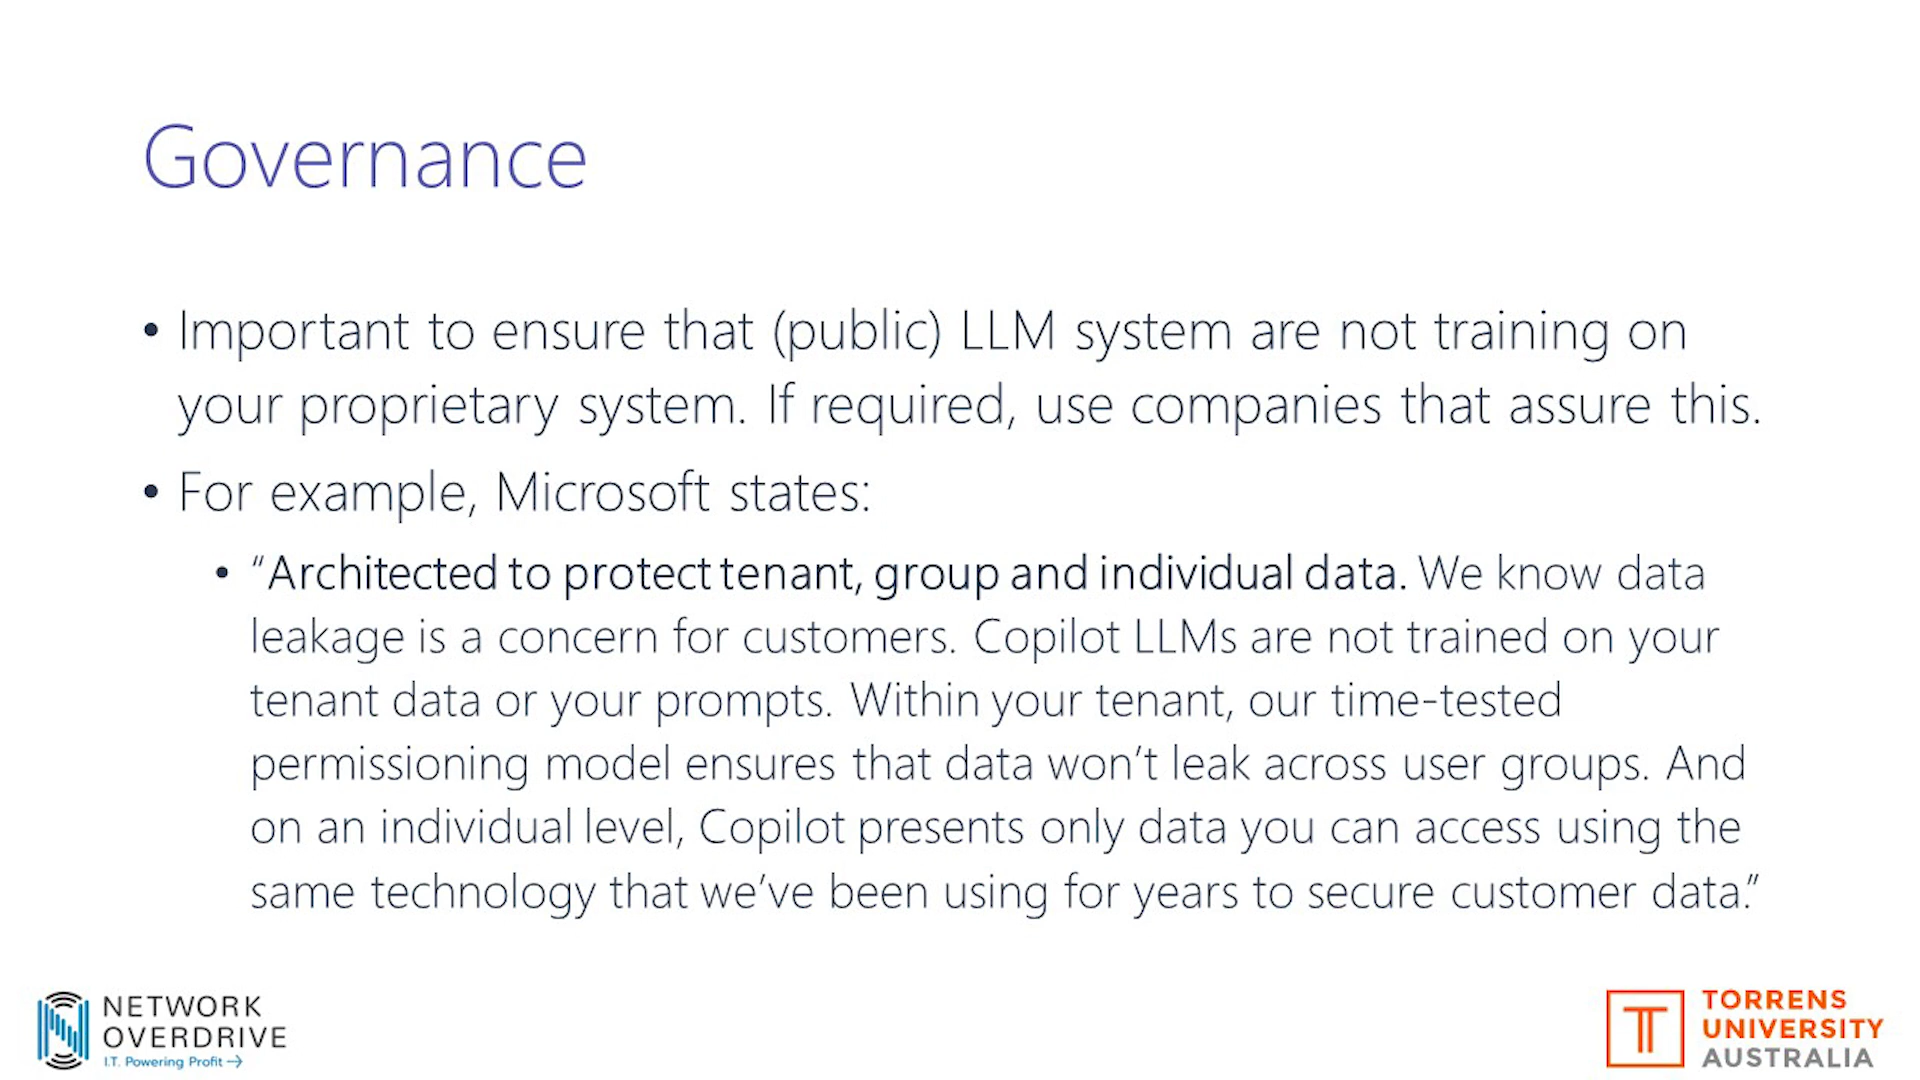 Governance
• Important to ensure that (public) LLM system are not training on
your proprietary system. If required, use companies that assure this.
• For example, Microsoft states:
• “Architected to protect tenant, group and individual data. We know data
leakage is a concern for customers. Copilot LLMs are not trained on your
tenant data or your prompts. Within your tenant, our time-tested
permissioning model ensures that data won’t leak across user groups. And
on an individual level, Copilot presents only data you can access using the
same technology that we’ve been using for years to secure customer data.”
NETWORK
OVERDRIVE
I.T. Powering Profit →
TORRENS
UNIVERSITY
AUSTRALIA